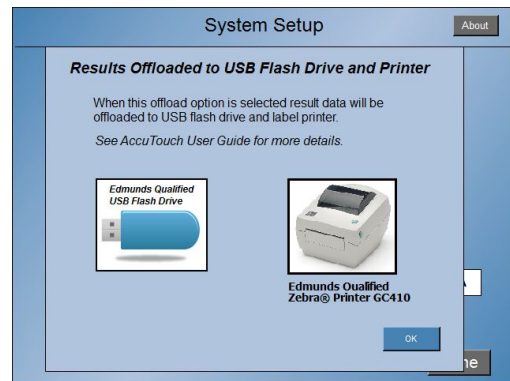 System Setup
About
Results Offloaded to USB Flash Drive and Printer
When this offload option is selected result data will be
offloaded to USB flash drive and label printer.
See AccuTouch User Guide for more details.
Edmunds Qualified
USB Flash Drive
Edmunds Oualified
Zebra® Printer GC410
OK